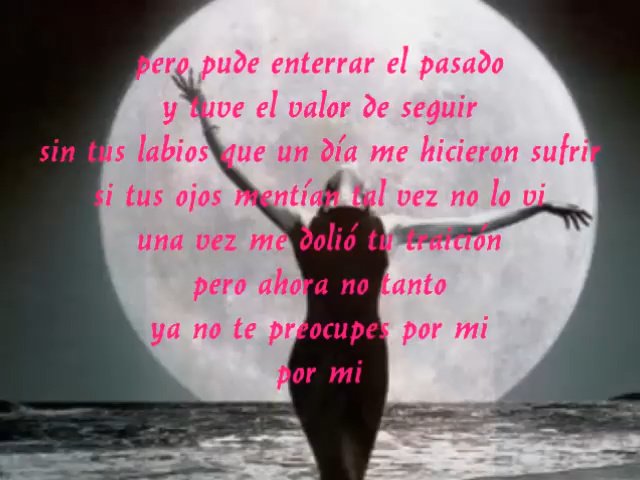 pero pude enterrar el pasado
y tuve el valor de seguir
sin tus labios que un día me hicieron sufrir
si tus ojos mentían tal vez no lo vi
una vez me dolió tu traición
pero ahora no tanto
ya no te preocupes por mi
por mi